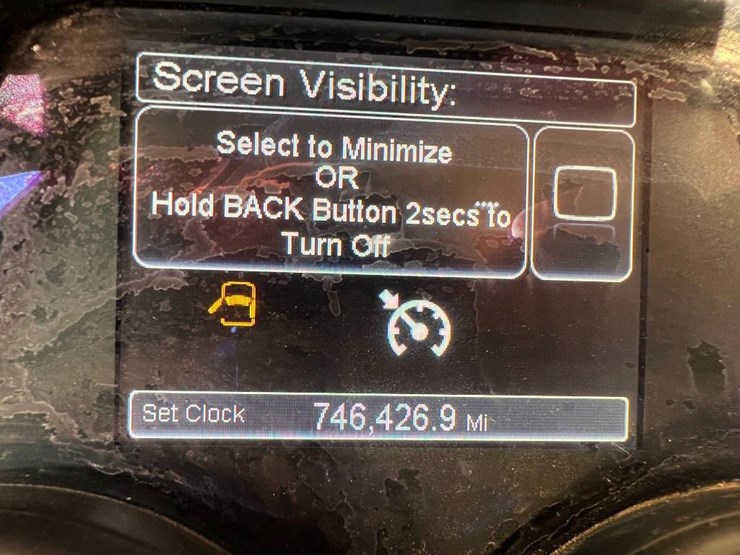 Screen Visibility:
Select to Minimize
OR
Hold BACK Button 2secs to
Turn Off
Set Clock 746,426.9 Mi